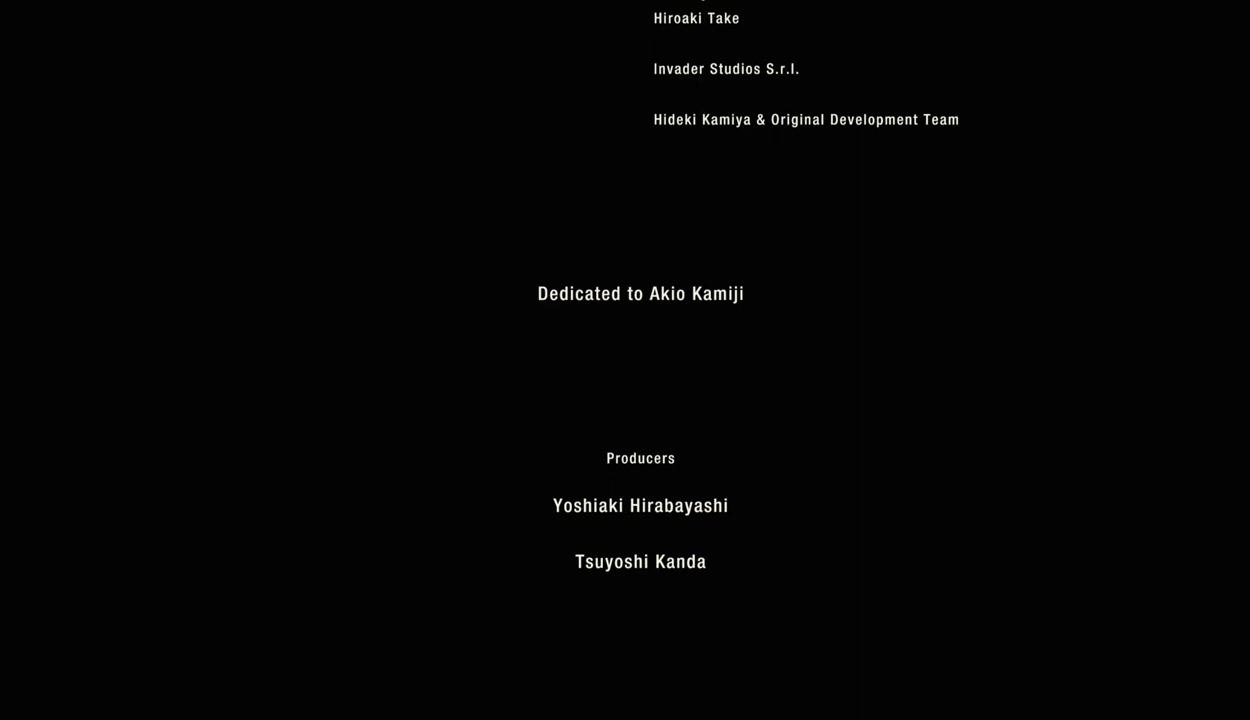 Hiroaki Take
Invader Studios S.r.l.
Hideki Kamiya & Original Development Team
Dedicated to Akio Kamiji
Producers
Yoshiaki Hirabayashi
Tsuyoshi Kanda